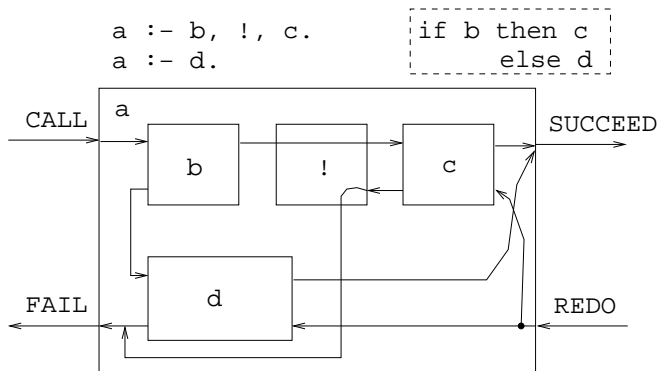 a :- b, !, c.
a :- d.
if b then c
else d
a
CALL
SUCCEED
b
!
c
d
FAIL
REDO